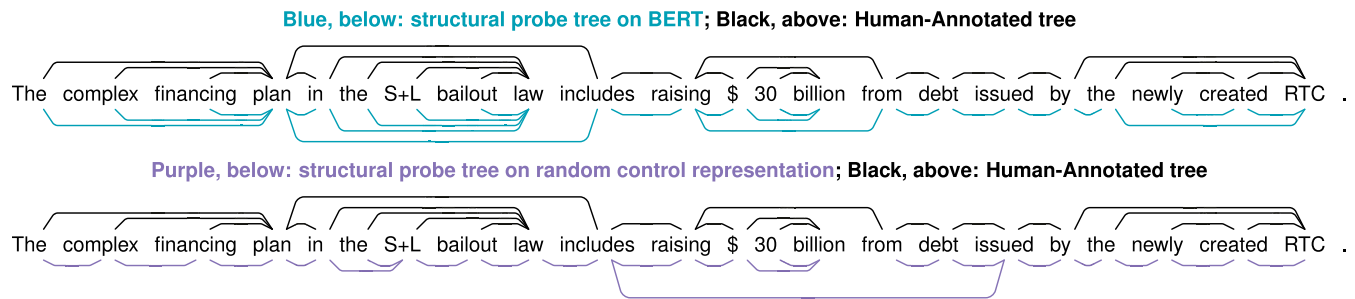 Blue, below: structural probe tree on BERT; Black, above: Human-Annotated tree
The complex financing plan in the S+L bailout law includes raising $ 30 billion from debt issued by the newly created RTC .
Purple, below: structural probe tree on random control representation; Black, above: Human-Annotated tree
The complex financing plan in the S+L bailout law includes raising $ 30 billion from debt issued by the newly created RTC .